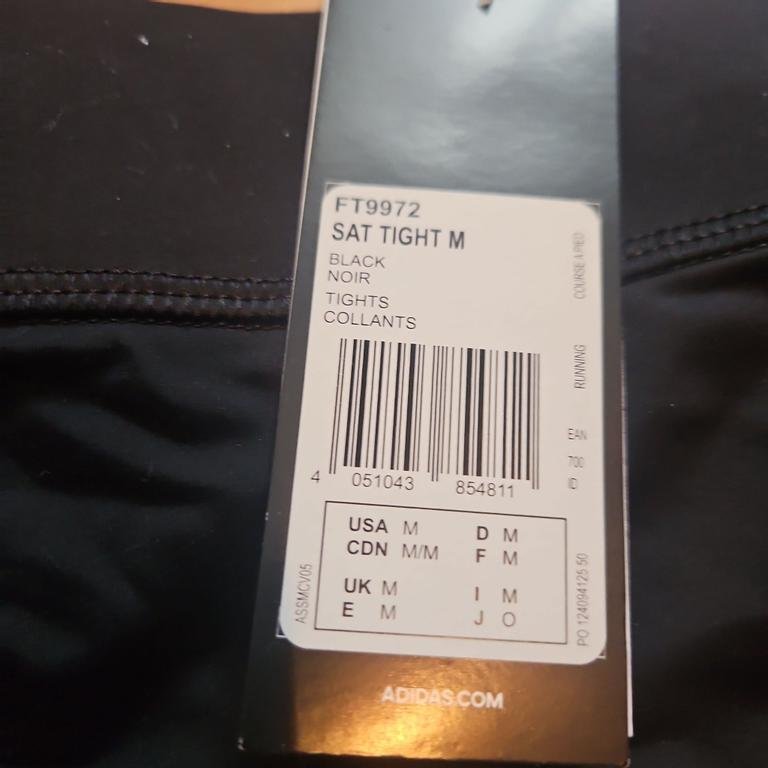 FT9972
SAT TIGHT M
BLACK
NOIR
TIGHTS
COLLANTS
COURSE A PIED
RUNNING
EAN
700
ID
4 051043 854811
USA M D M
CDN M/M F M
UK M I M
E M J O
ASSMCV05
PO 124094125 50
ADIDAS.COM